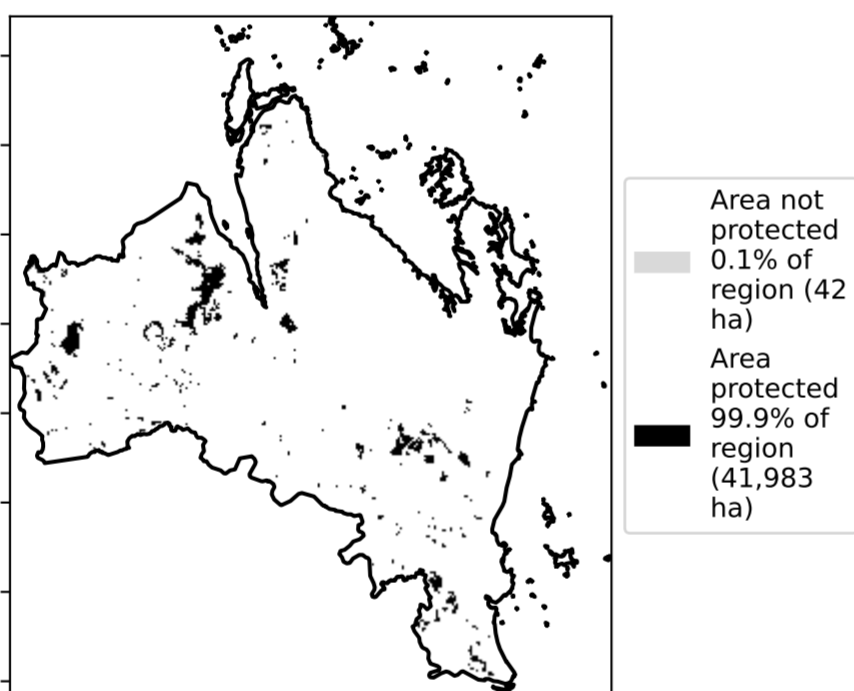 Area not
protected
0.1% of
region (42
ha)
Area
protected
99.9% of
region
(41,983
ha)